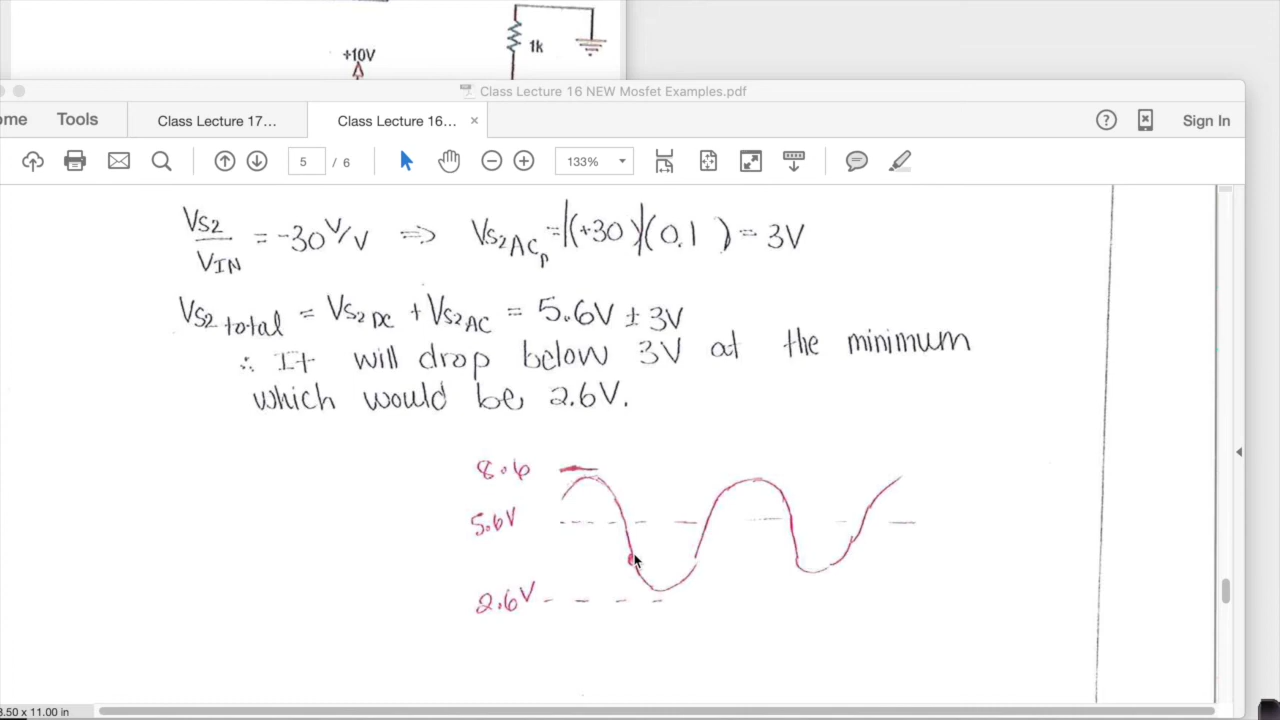 +10V
1k
Class Lecture 16 NEW Mosfet Examples.pdf
ome Tools Class Lecture 17... Class Lecture 16... × ? Sign In
5 / 6 133%
VS2/VIN = -30 V/V ⇒ VS2ACp = |(+30)|(0.1) = 3V
VS2 total = VS2DC + VS2AC = 5.6V ± 3V
∴ It will drop below 3V at the minimum
which would be 2.6V.
8.6
5.6V
2.6V
8.50 x 11.00 in